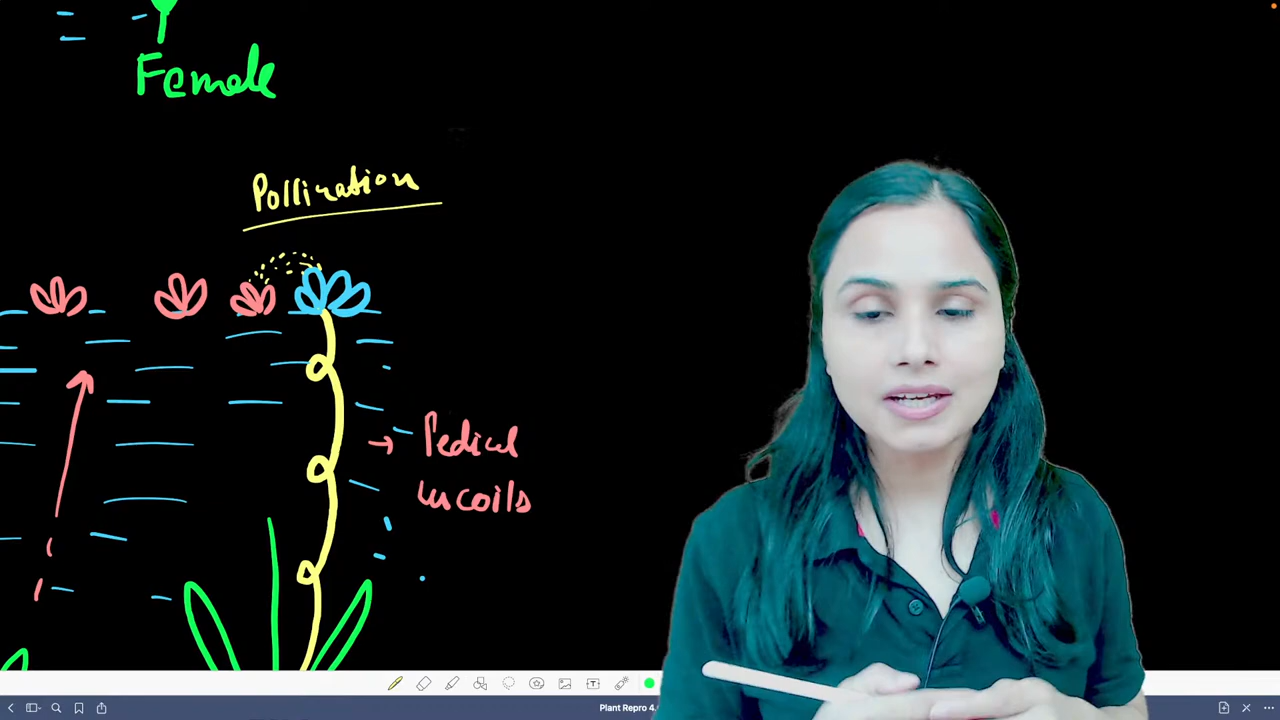 Female
Pollination
Pedicel
uncoils
Plant Repro 4.